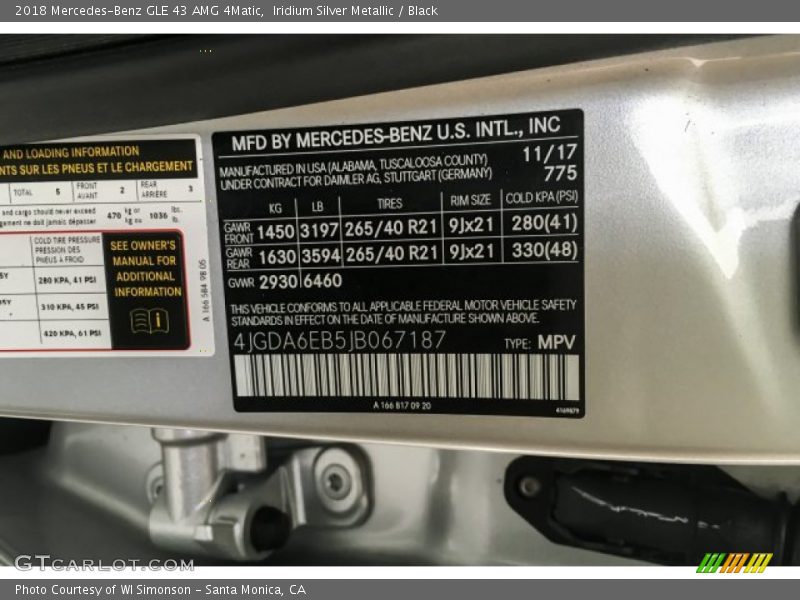 2018 Mercedes-Benz GLE 43 AMG 4Matic,  Iridium Silver Metallic / Black
AND LOADING INFORMATION
NTS SUR LES PNEUS ET LE CHARGEMENT
TOTAL 5 FRONT AVANT 2 REAR ARRIÈRE 3
and cargo should never exceed 470 kg or 1036 lbs.
gement ne doit jamais dépasser kg ou lb.
COLD TIRE PRESSURE
PRESSION DES
PNEUS A FROID
280 KPA, 41 PSI
310 KPA, 45 PSI
420 KPA, 61 PSI
SEE OWNER'S
MANUAL FOR
ADDITIONAL
INFORMATION
A 166 584 98 05
MFD BY MERCEDES-BENZ U.S. INTL., INC
MANUFACTURED IN USA (ALABAMA, TUSCALOOSA COUNTY) 11/17
UNDER CONTRACT FOR DAIMLER AG, STUTTGART (GERMANY) 775
KG LB TIRES RIM SIZE COLD KPA (PSI)
GAWR FRONT 1450 3197 265/40 R21 9Jx21 280(41)
GAWR REAR 1630 3594 265/40 R21 9Jx21 330(48)
GVWR 2930 6460
THIS VEHICLE CONFORMS TO ALL APPLICABLE FEDERAL MOTOR VEHICLE SAFETY
STANDARDS IN EFFECT ON THE DATE OF MANUFACTURE SHOWN ABOVE.
4JGDA6EB5JB067187 TYPE: MPV
A 166 817 09 20
GTCARLOT.COM
Photo Courtesy of WI Simonson - Santa Monica, CA